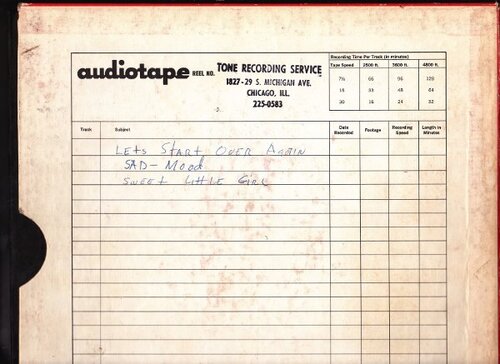 audiotape REEL NO. TONE RECORDING SERVICE
1827-29 S. MICHIGAN AVE.
CHICAGO, ILL.
225-0583
Recording Time Per Track (in minutes)
Tape Speed 2500 ft. 3600 ft. 4800 ft.
7½ 66 96 128
15 33 48 64
30 16 24 32
Track Subject Date Recorded Footage Recording Speed Length in Minutes
LETS START OVER AGAIN
SAD-MOOd
SWEET LITTLE GIRL